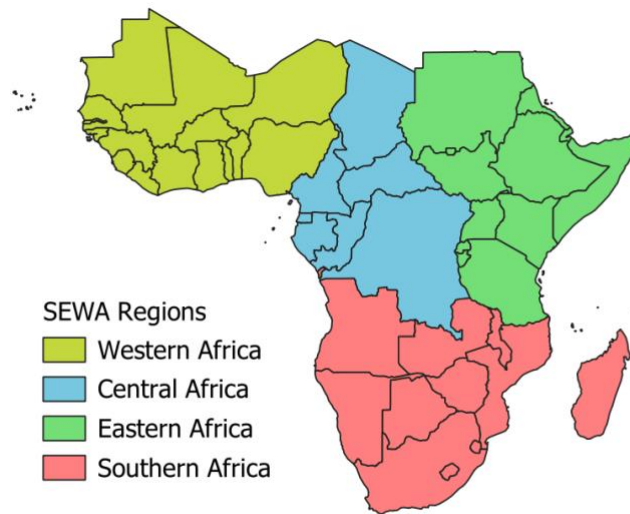 SEWA Regions
Western Africa
Central Africa
Eastern Africa
Southern Africa